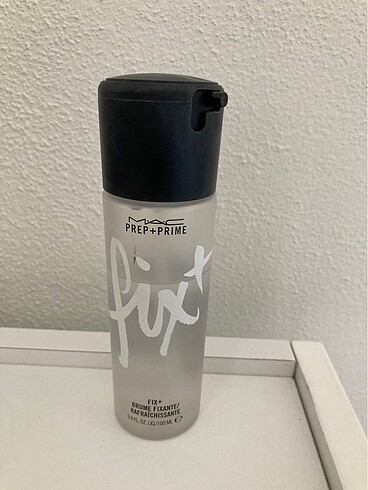 MAC
PREP+PRIME
fix+
FIX+
BRUME FIXANTE/
RAFRAÎCHISSANTE
3.4 FL.OZ.LIQ/100 ML ℮